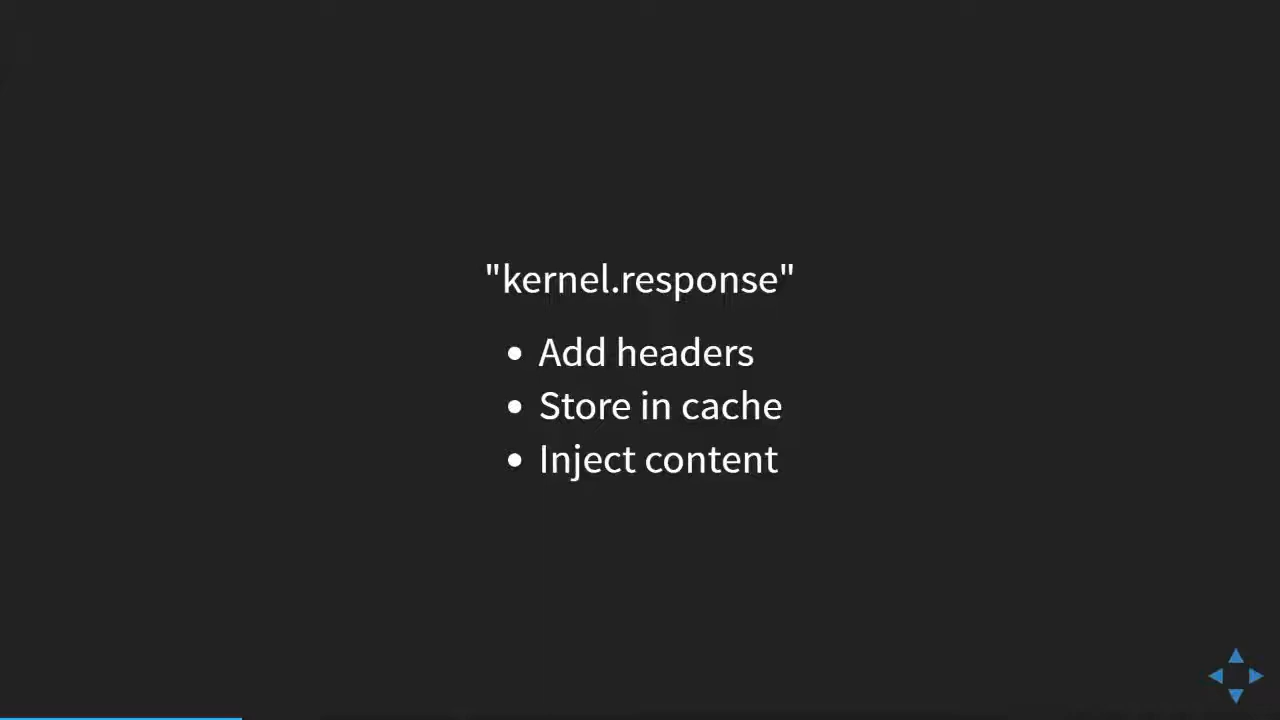 "kernel.response"
• Add headers
• Store in cache
• Inject content